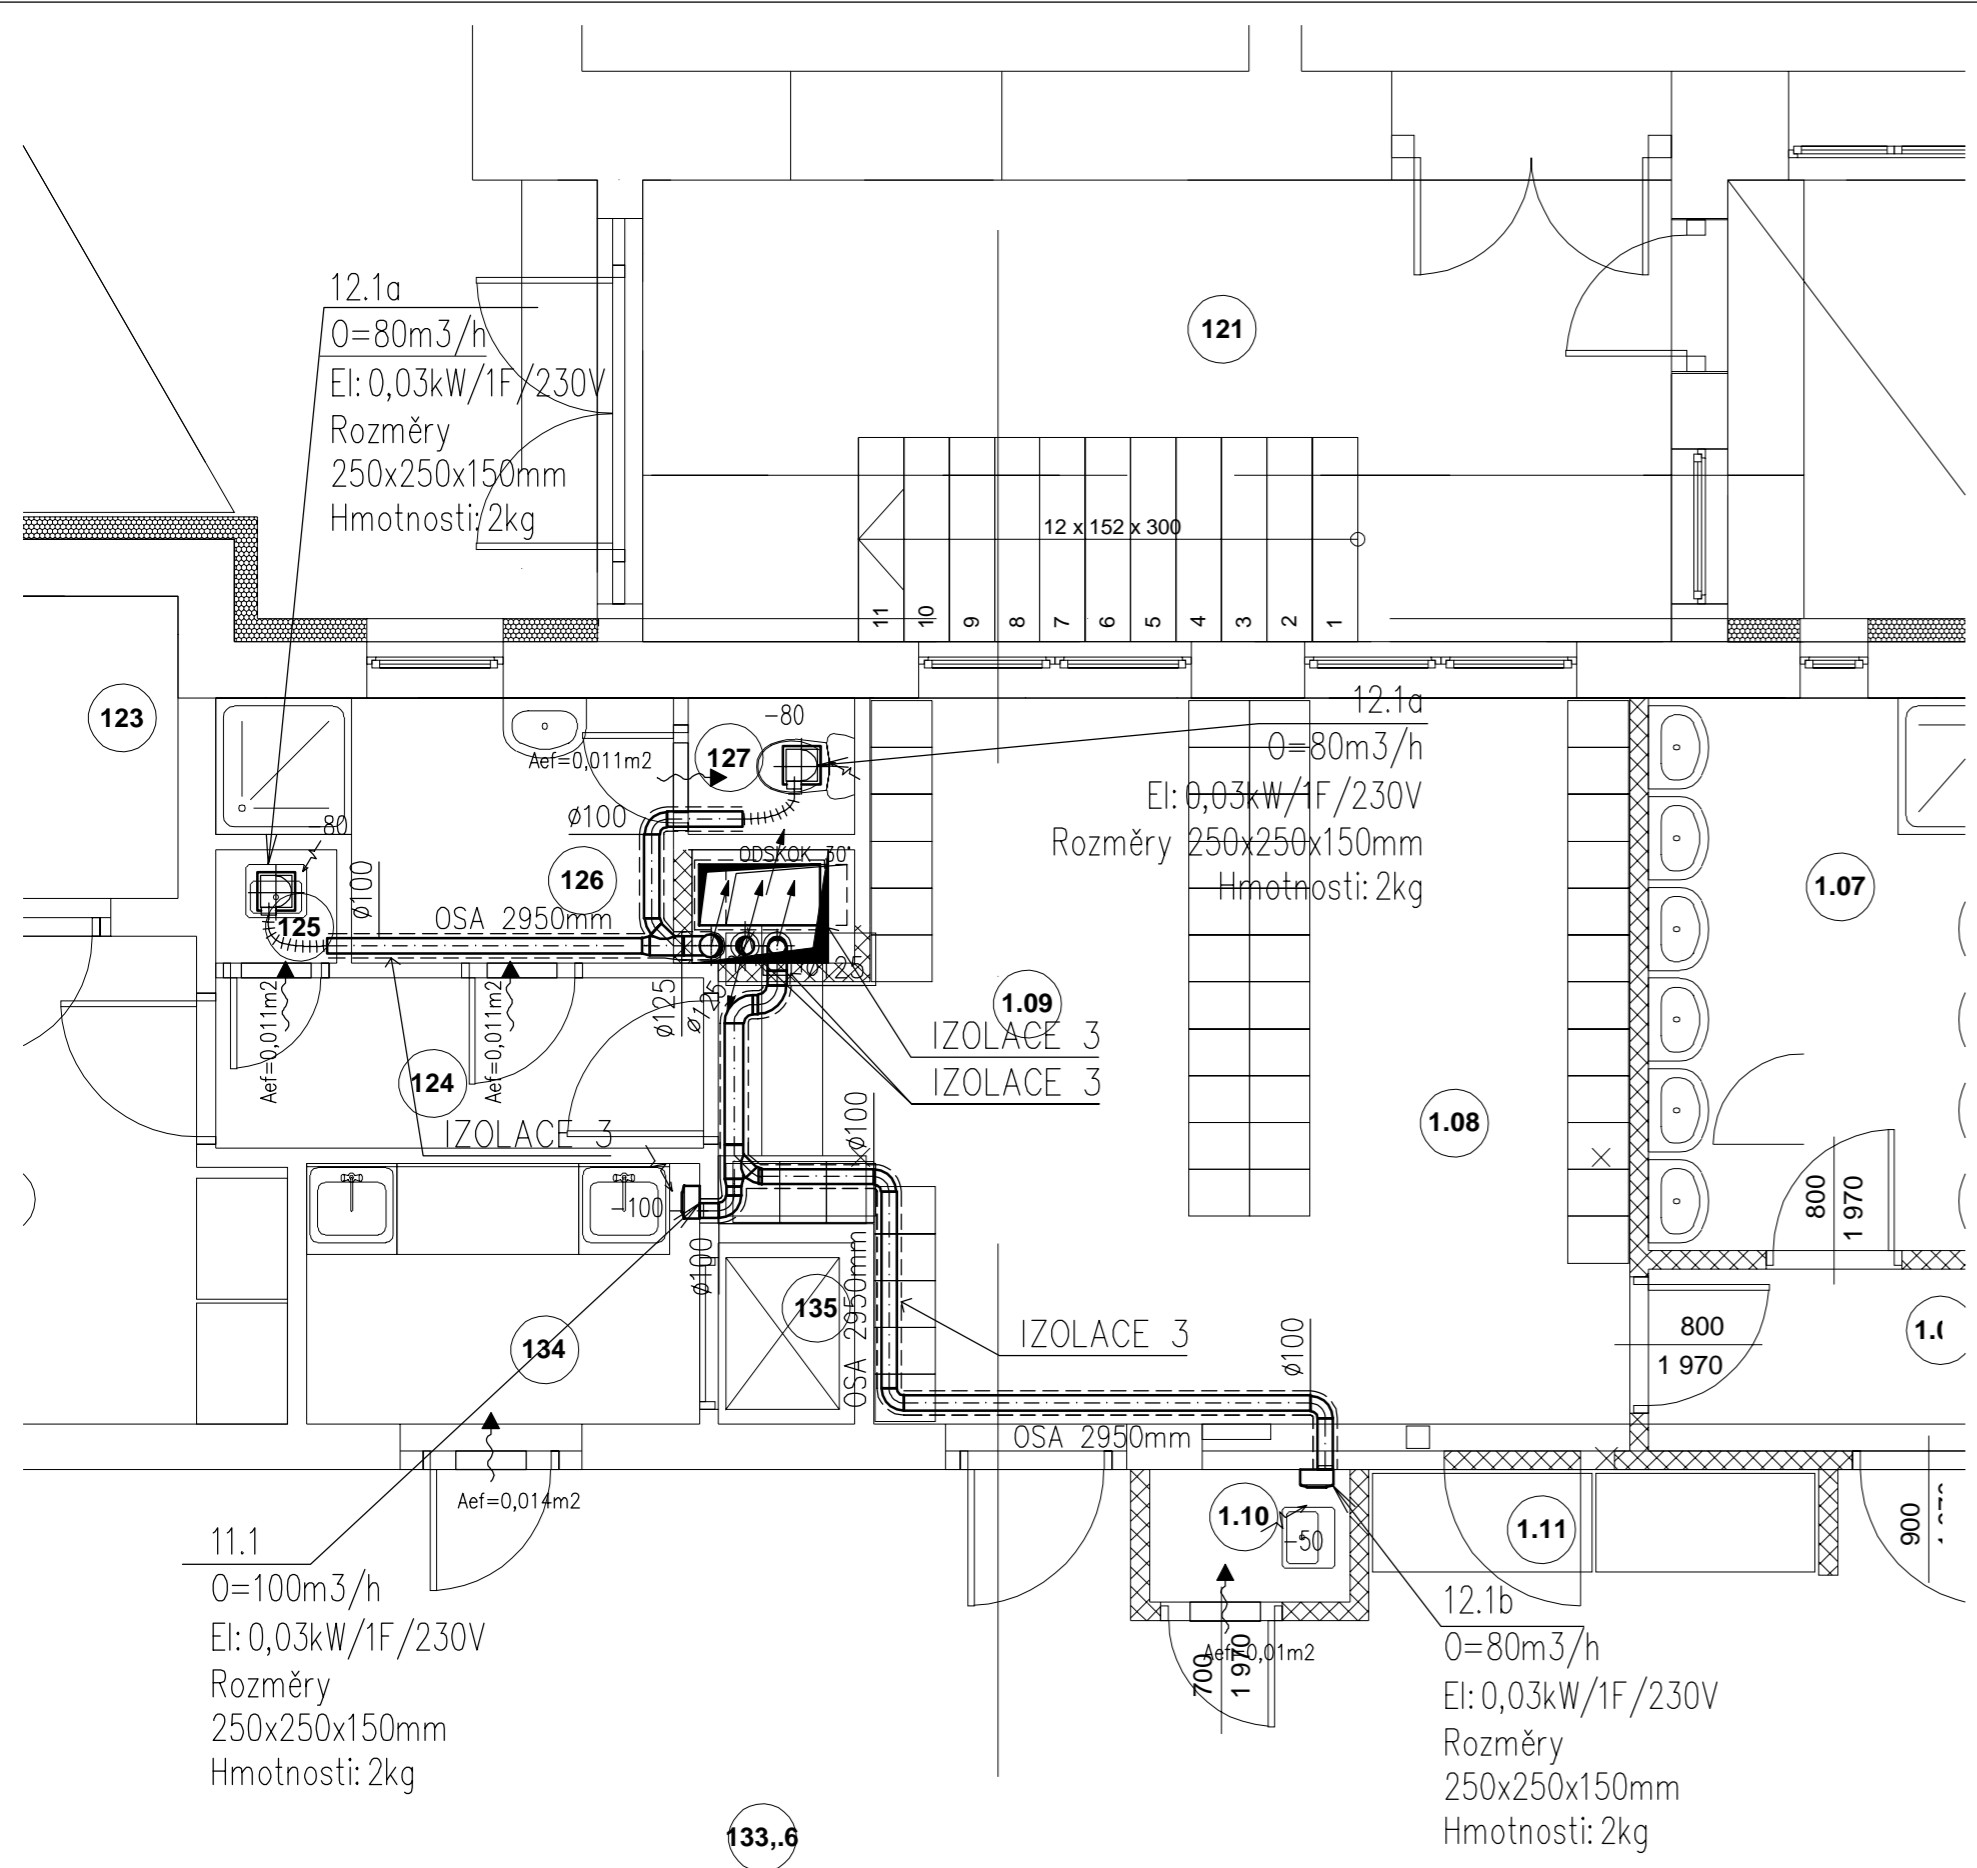 12.1a
O=80m3/h
El: 0,03kW/1F/230V
Rozměry
250x250x150mm
Hmotnosti: 2kg
121
12 x 152 x 300
11
10
9
8
7
6
5
4
3
2
1
123
-80
127
Aef=0,011m2
12.1a
O=80m3/h
El: 0,03kW/1F/230V
Rozměry 250x250x150mm
Hmotnosti: 2kg
ø100
-80
ODSKOK 30°
126
1.07
ø100
OSA 2950mm
125
Aef=0,011m2
Aef=0,011m2
ø125
ø125
1.09
IZOLACE 3
IZOLACE 3
124
IZOLACE 3
ø100
1.08
-100
ø100
800
1 970
135
OSA 2950mm
134
IZOLACE 3
ø100
800
1 970
OSA 2950mm
Aef=0,014m2
1.10
-50
1.11
900
11.1
O=100m3/h
El: 0,03kW/1F/230V
Rozměry
250x250x150mm
Hmotnosti: 2kg
Aef=0,01m2
700
1 970
12.1b
O=80m3/h
El: 0,03kW/1F/230V
Rozměry
250x250x150mm
Hmotnosti: 2kg
133,.6